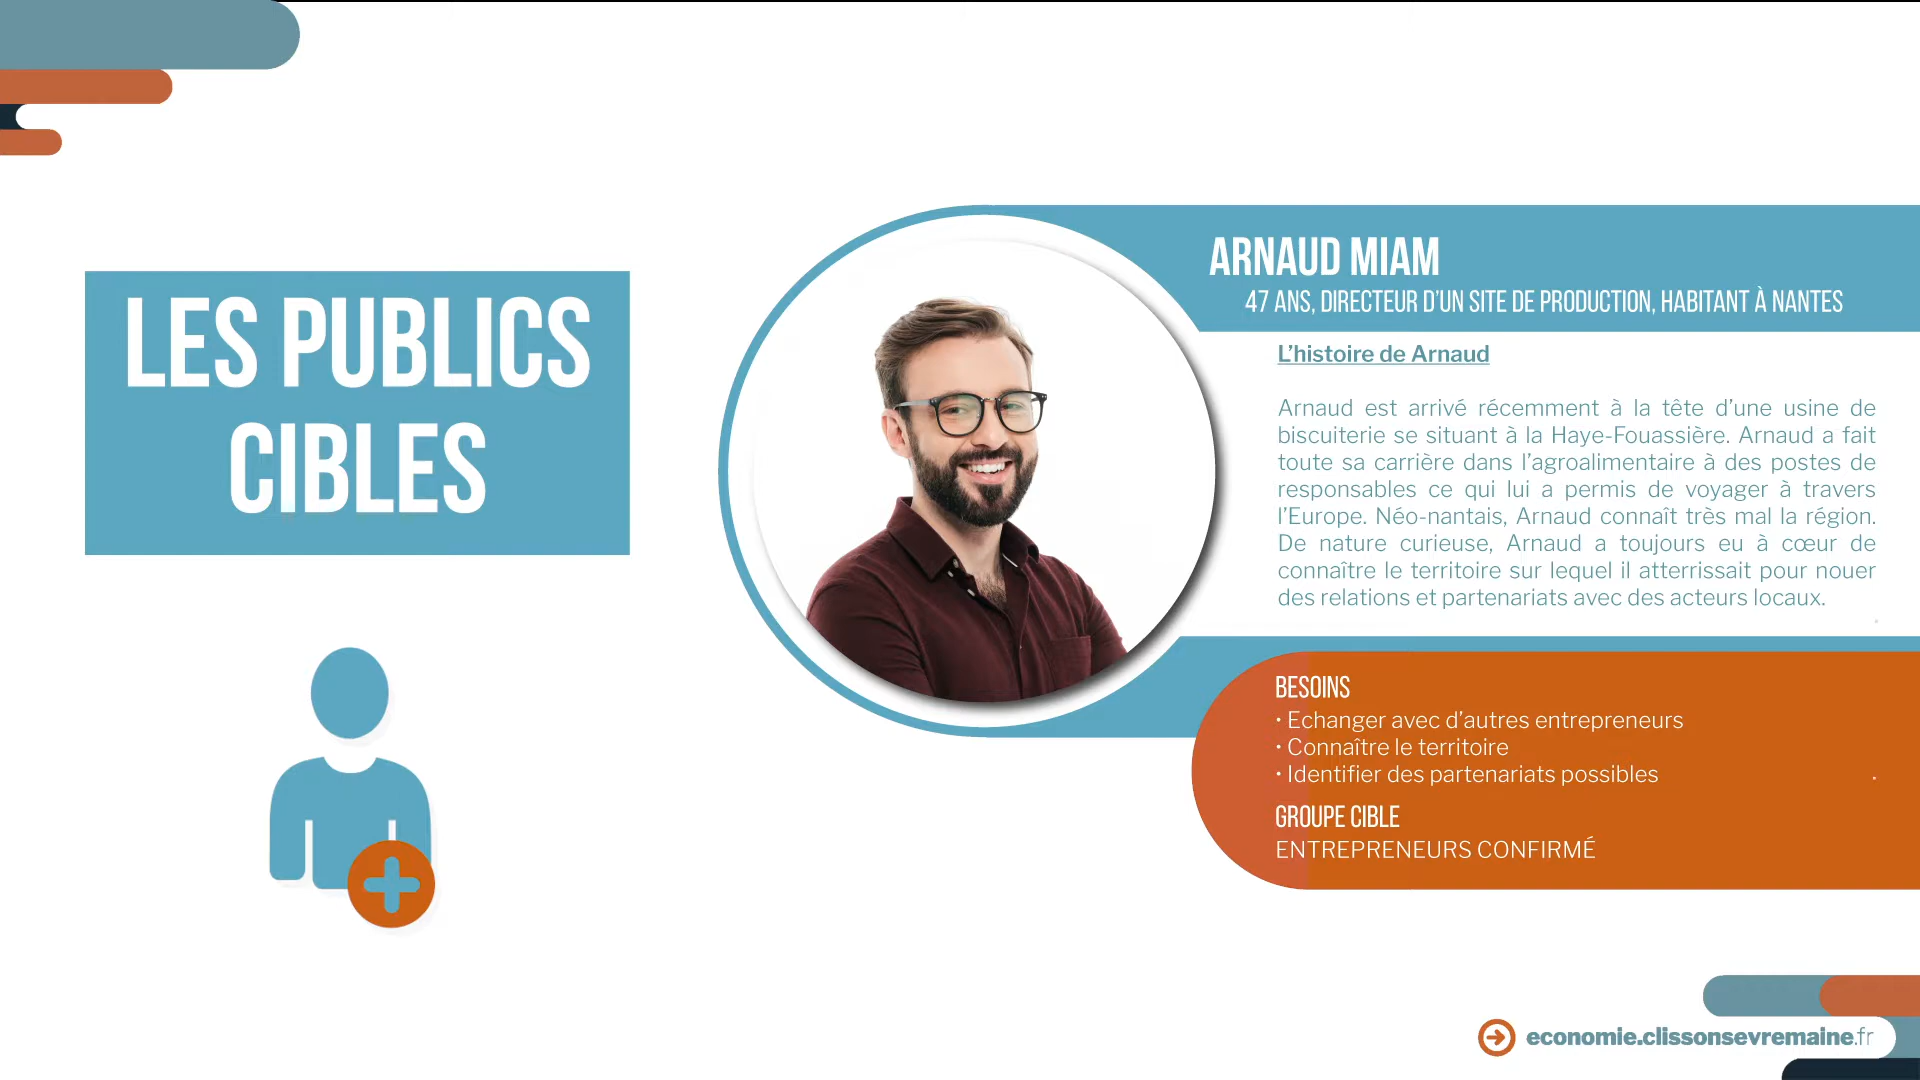 LES PUBLICS
CIBLES
ARNAUD MIAM
47 ANS, DIRECTEUR D'UN SITE DE PRODUCTION, HABITANT À NANTES
L'histoire de Arnaud
Arnaud est arrivé récemment à la tête d'une usine de
biscuiterie se situant à la Haye-Fouassière. Arnaud a fait
toute sa carrière dans l'agroalimentaire à des postes de
responsables ce qui lui a permis de voyager à travers
l'Europe. Néo-nantais, Arnaud connaît très mal la région.
De nature curieuse, Arnaud a toujours eu à cœur de
connaître le territoire sur lequel il atterrissait pour nouer
des relations et partenariats avec des acteurs locaux.
BESOINS
• Echanger avec d'autres entrepreneurs
• Connaître le territoire
• Identifier des partenariats possibles
GROUPE CIBLE
ENTREPRENEURS CONFIRMÉ
economie.clissonsevremaine.fr